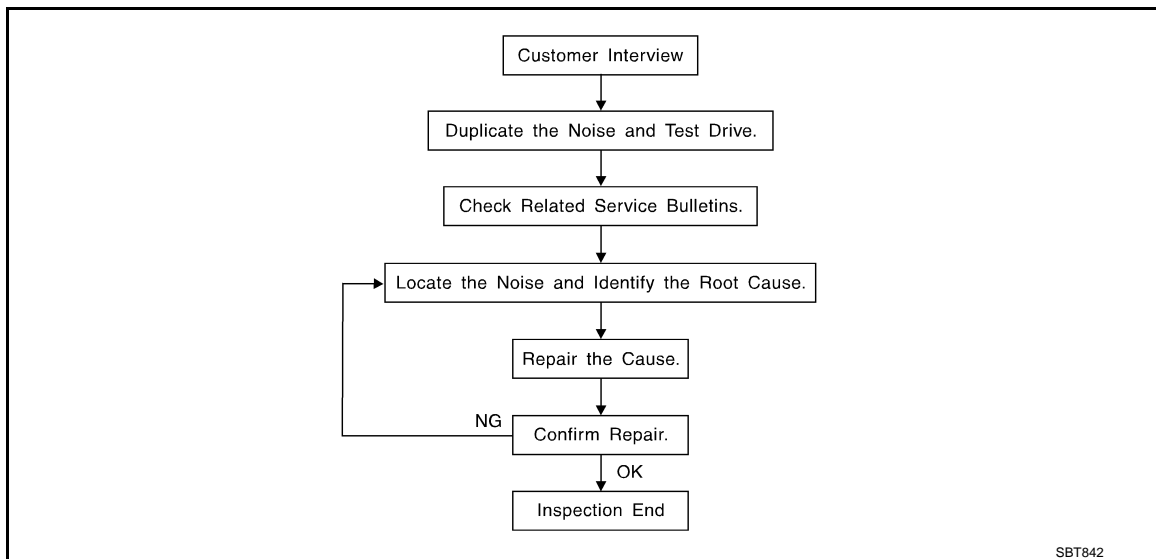 Customer Interview
Duplicate the Noise and Test Drive.
Check Related Service Bulletins.
Locate the Noise and Identify the Root Cause.
Repair the Cause.
NG
Confirm Repair.
OK
Inspection End
SBT842